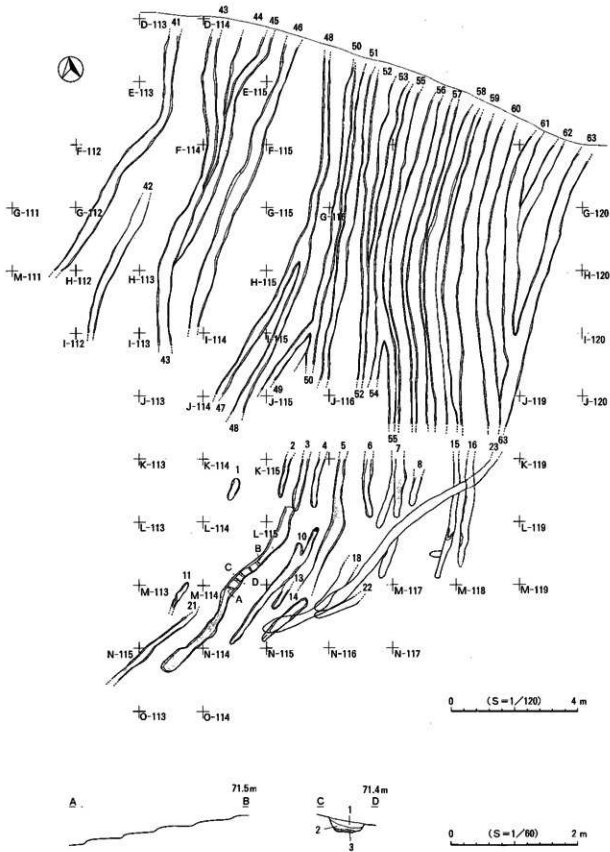 41 43 44 45 46 48 50 51
D-113 D-114
52 53 55 56 57 58 59 60 61 62 63
E-113 E-115
F-112 F-114 F-115
42
G-111 G-112 G-115 G-116 G-120
M-111 H-112 H-113 H-115 H-120
I-112 I-113 I-114 I-115 I-120
43 50
49 52 54
J-113 J-114 J-115 J-116 J-119 J-120
47
48
55 63
2 3 4 5 6 7 8 15 16 23
K-113 K-114 K-115 K-119
1
L-113 L-114 L-115 L-119
10
B
C
D
18
11 13 22
A
M-113 M-114 M-117 M-118 M-119
21 14
N-115 N-114 N-115 N-116 N-117
O-113 O-114
0 (S=1/120) 4 m
71.5m 71.4m
A B C D
1
2
3
0 (S=1/60) 2 m